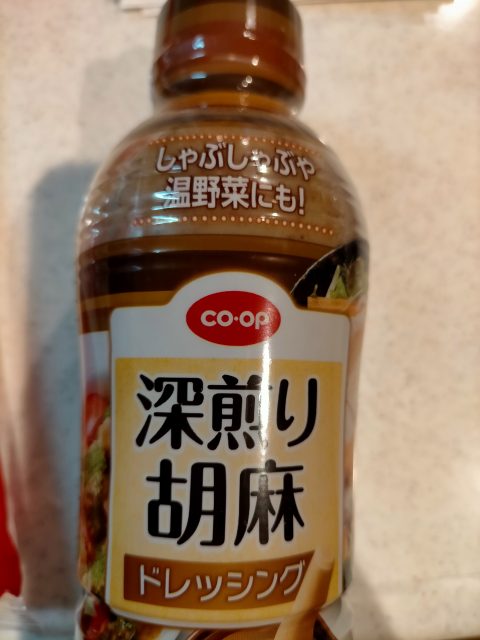 しゃぶしゃぶや
温野菜にも!
CO·OP
深煎り
胡麻
ドレッシング